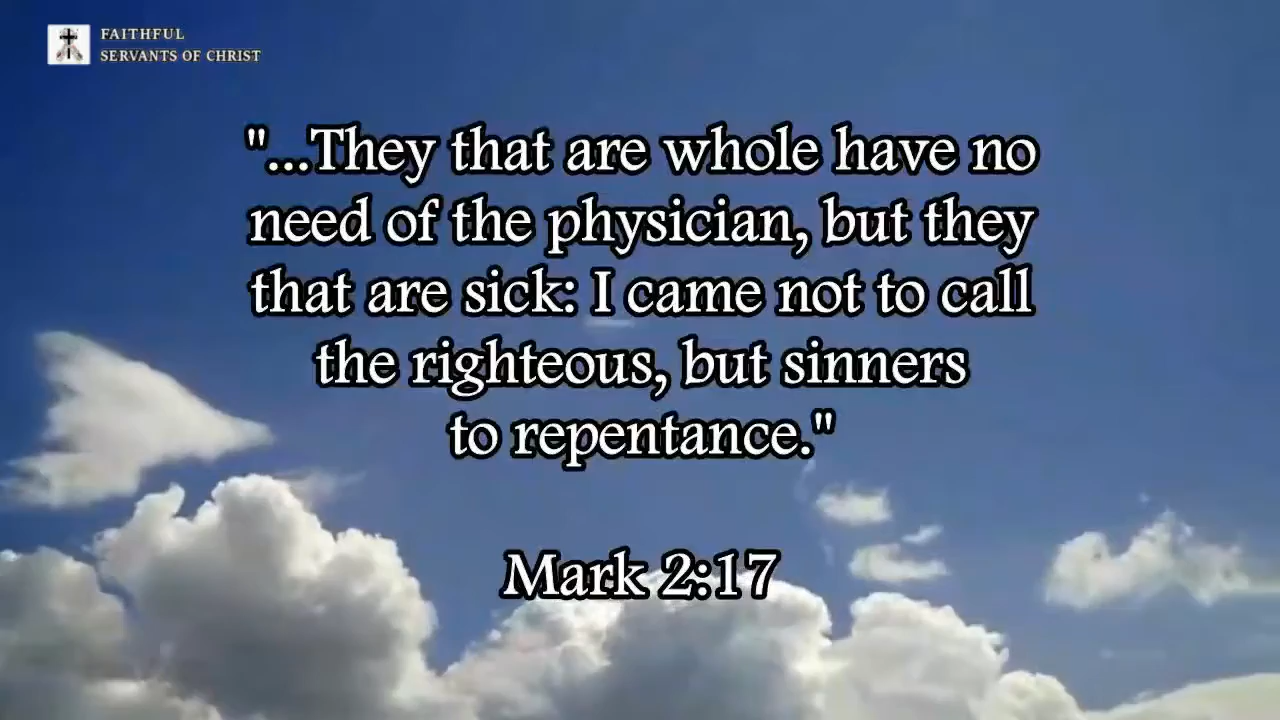 FAITHFUL
SERVANTS OF CHRIST
"...They that are whole have no
need of the physician, but they
that are sick: I came not to call
the righteous, but sinners
to repentance."
Mark 2:17